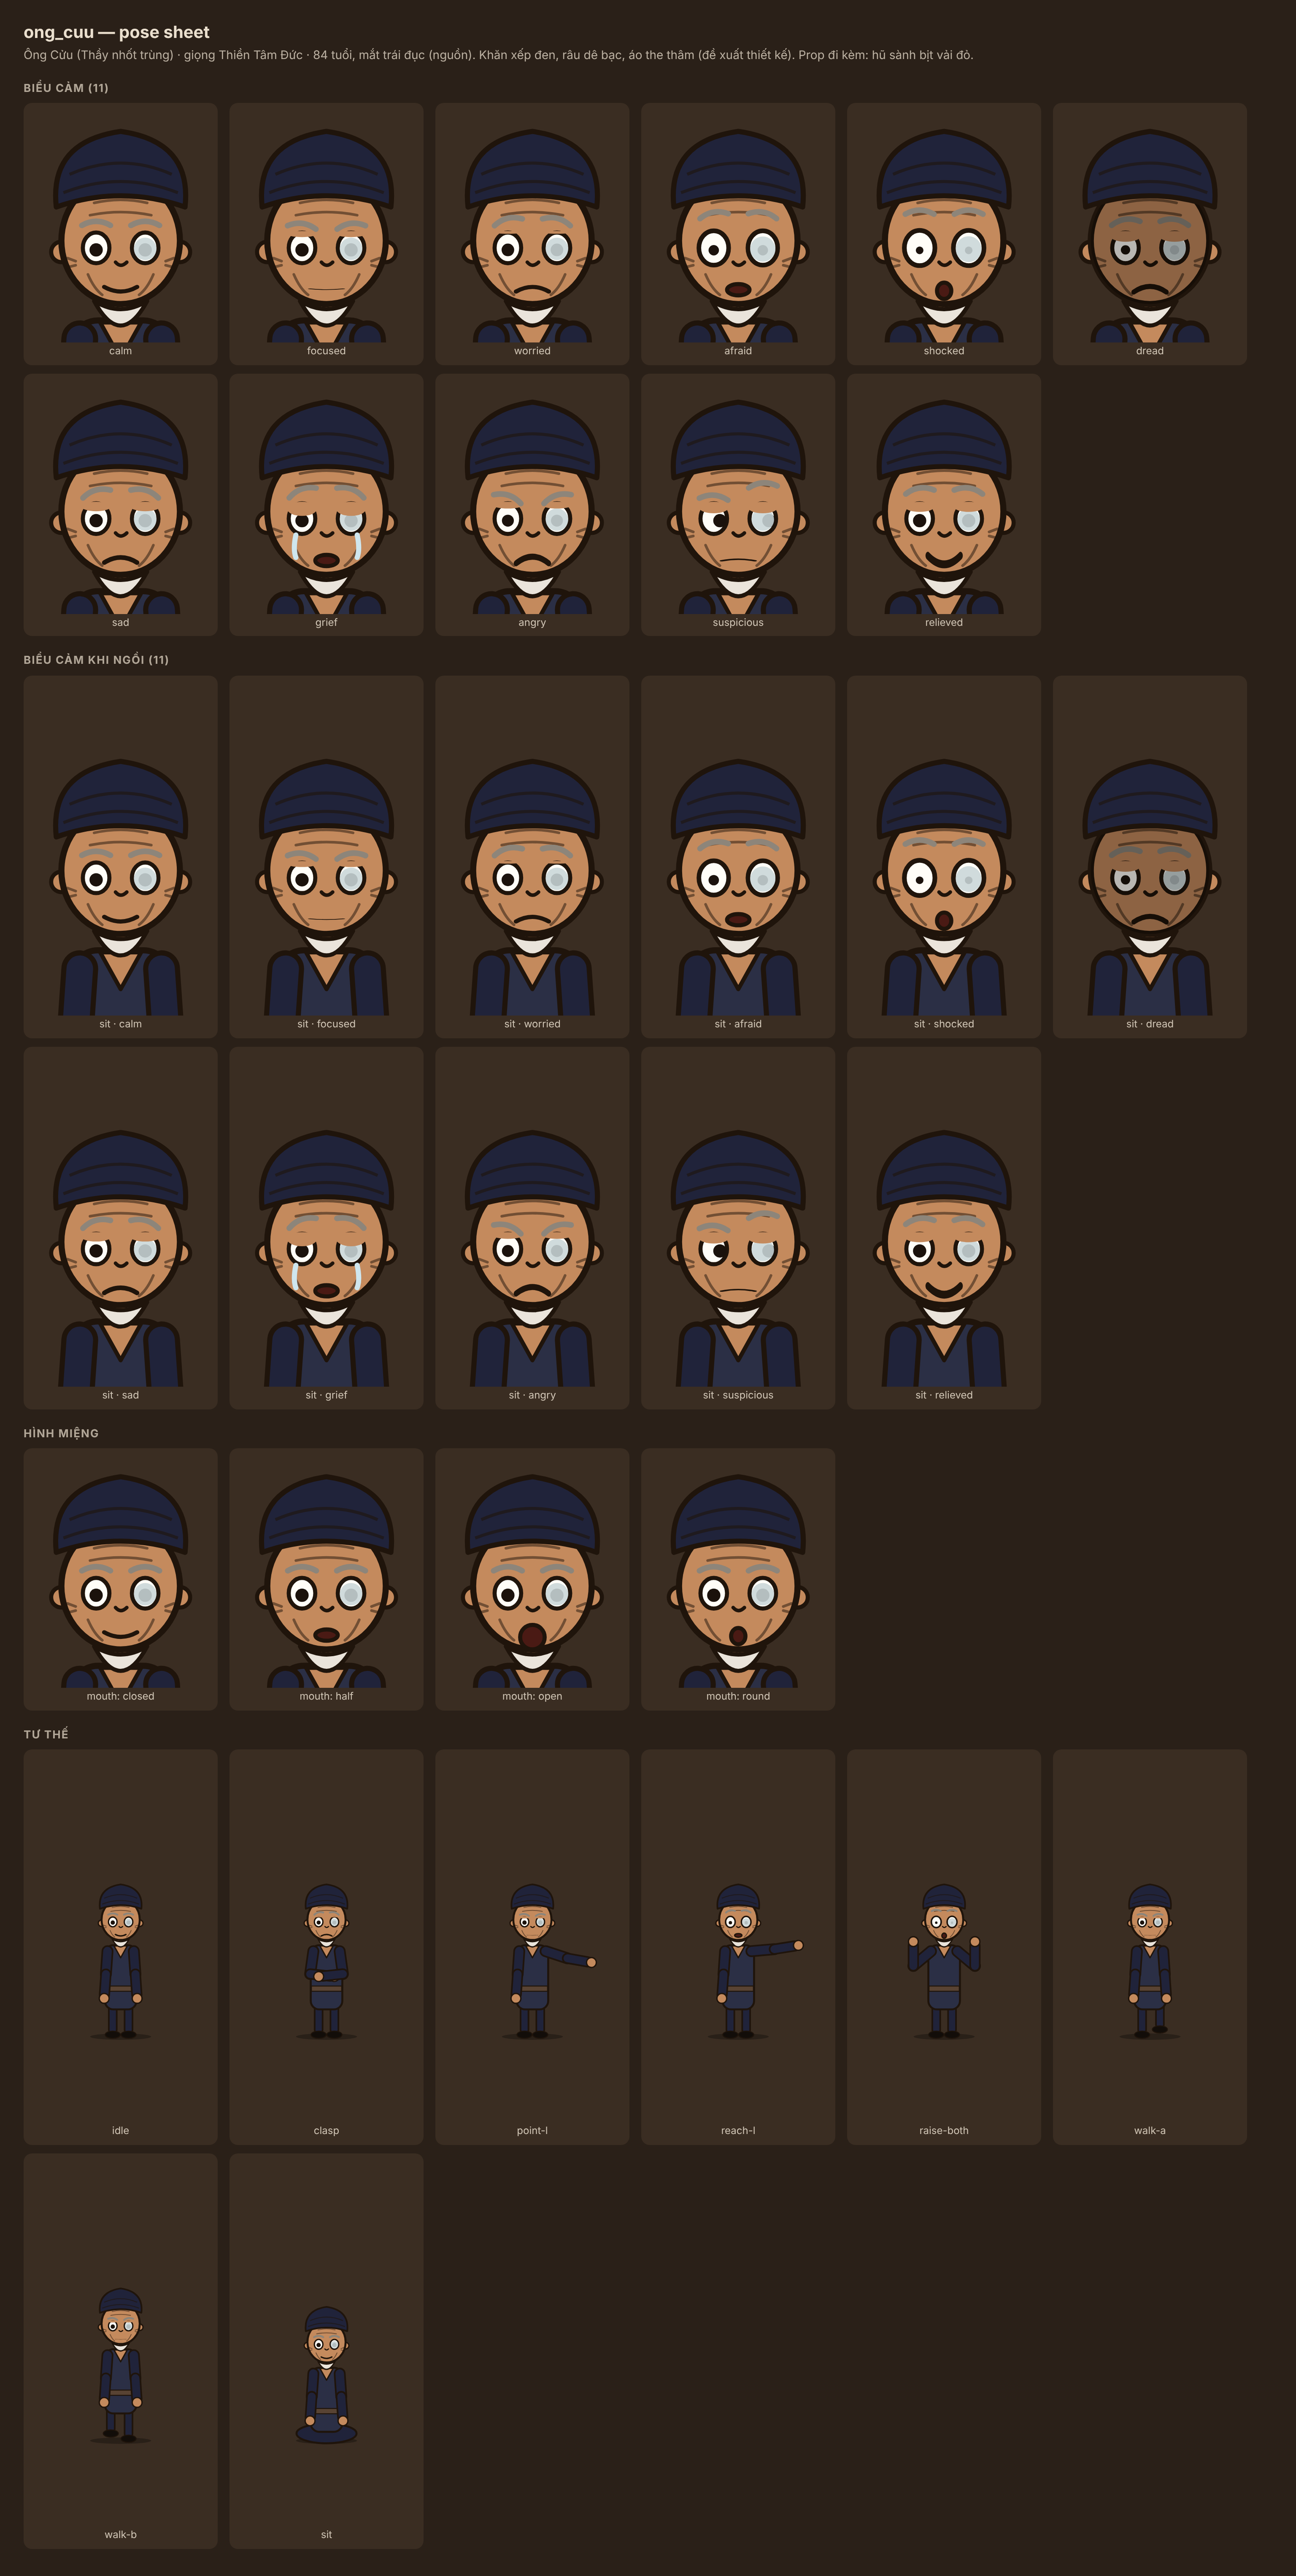 ong_cuu — pose sheet
Ông Cửu (Thầy nhốt trùng) · giọng Thiền Tâm Đức · 84 tuổi, mắt trái đục (nguồn). Khăn xếp đen, râu dê bạc, áo the thâm (đề xuất thiết kế). Prop đi kèm: hũ sành bịt vải đỏ.
BIỂU CẢM (11)
calm
focused
worried
afraid
shocked
dread
sad
grief
angry
suspicious
relieved
BIỂU CẢM KHI NGỒI (11)
sit · calm
sit · focused
sit · worried
sit · afraid
sit · shocked
sit · dread
sit · sad
sit · grief
sit · angry
sit · suspicious
sit · relieved
HÌNH MIỆNG
mouth: closed
mouth: half
mouth: open
mouth: round
TƯ THẾ
idle
clasp
point-l
reach-l
raise-both
walk-a
walk-b
sit